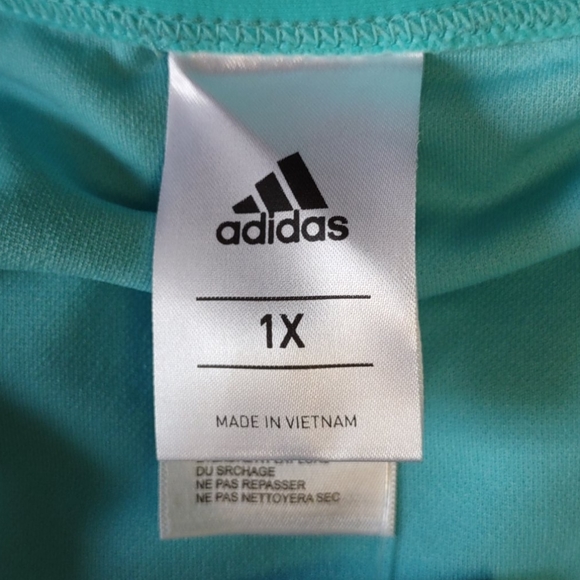 adidas
1X
MADE IN VIETNAM
DU SRCHAGE
NE PAS REPASSER
NE PAS NETTOYERA SEC